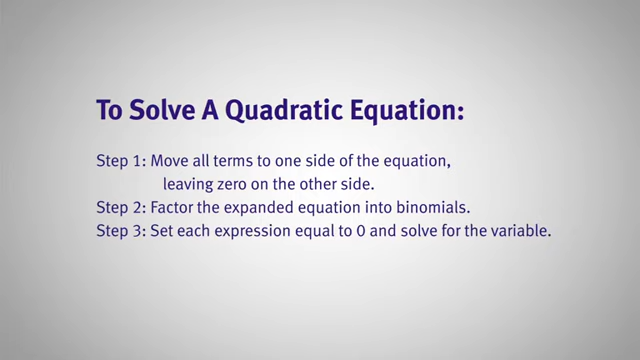 To Solve A Quadratic Equation:
Step 1: Move all terms to one side of the equation,
leaving zero on the other side.
Step 2: Factor the expanded equation into binomials.
Step 3: Set each expression equal to 0 and solve for the variable.